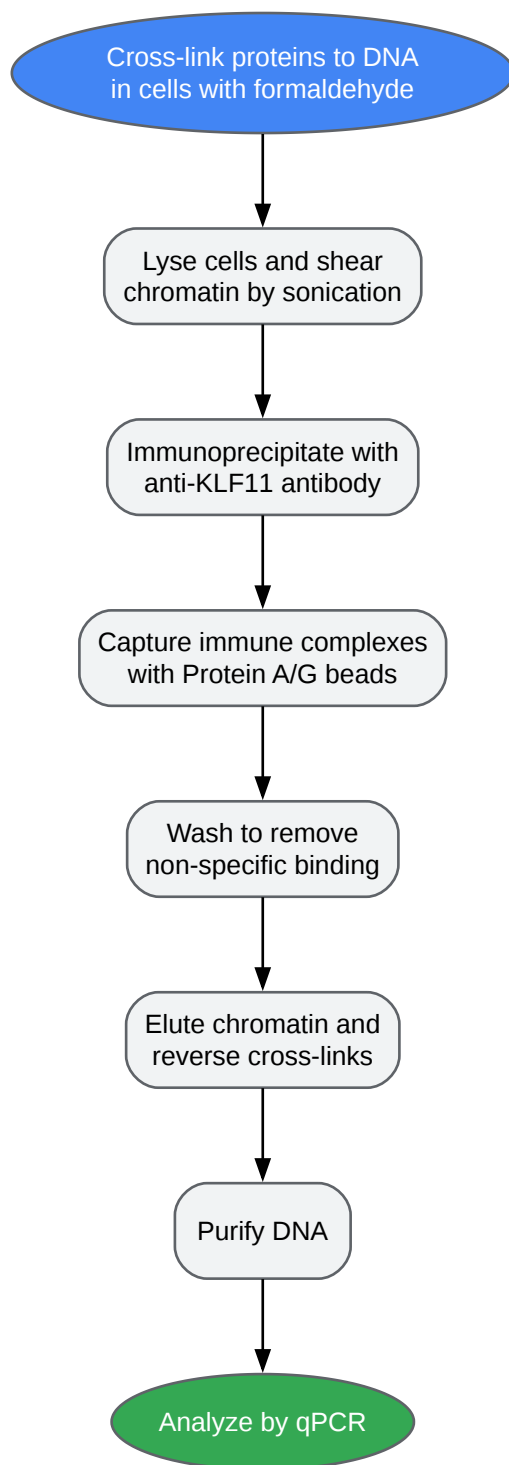 Cross-link proteins to DNA
in cells with formaldehyde
Lyse cells and shear
chromatin by sonication
Immunoprecipitate with
anti-KLF11 antibody
Capture immune complexes
with Protein A/G beads
Wash to remove
non-specific binding
Elute chromatin and
reverse cross-links
Purify DNA
Analyze by qPCR